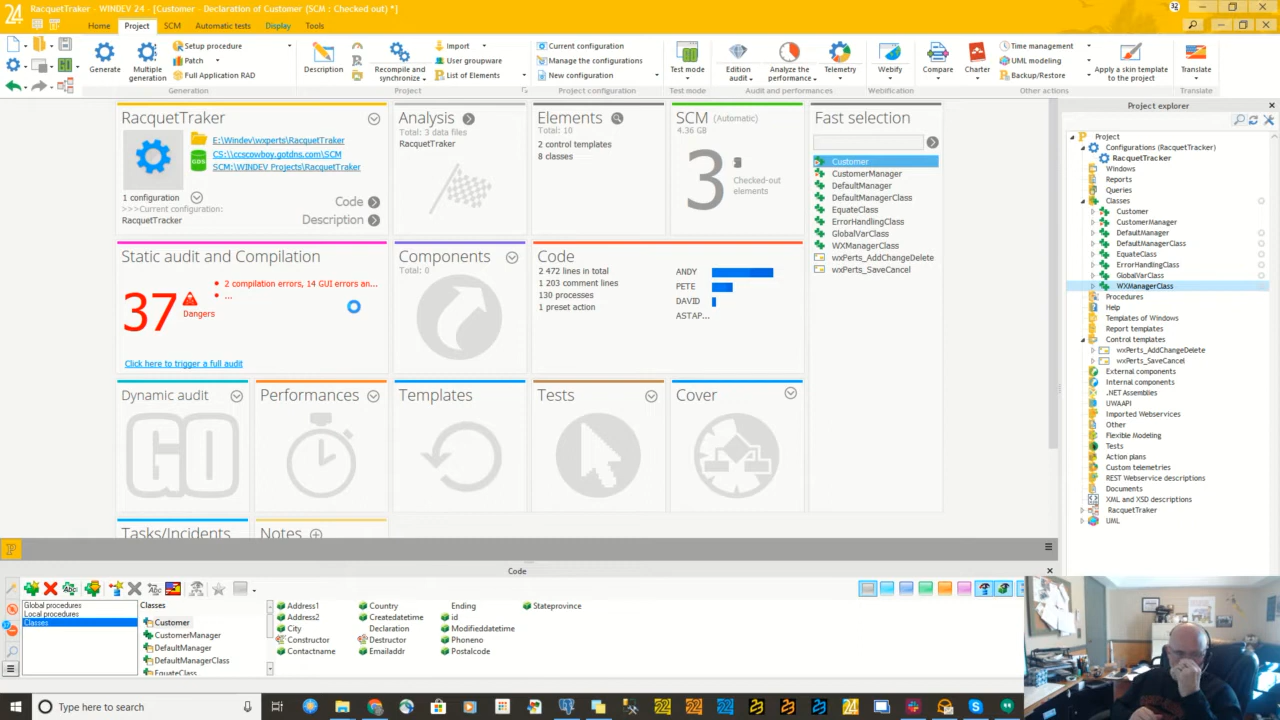 RacquetTraker - WINDEV 24 - [Customer - Declaration of Customer (SCM : Checked out) *]
24
32
Home
Project
SCM
Automatic tests
Display
Tools
Generate
Multiple
generation
Setup procedure
Patch
Full Application RAD
Generation
Description
Recompile and
synchronize
Import
User groupware
List of Elements
Project
Current configuration
Manage the configurations
New configuration
Project configuration
Test mode
Test mode
Edition
audit
Analyze the
performance
Telemetry
Audit and performances
Webify
Webification
Compare
Charter
Time management
UML modeling
Backup/Restore
Apply a skin template
to the project
Other actions
Translate
Translate
RacquetTraker
E:\Windev\wxperts\RacquetTraker
CS:\\ccscowboy.gotdns.com\SCM
SCM:\WINDEV Projects\RacquetTraker
GDS
1 configuration
>>>Current configuration:
RacquetTraker
Code
Description
Analysis
Total: 3 data files
RacquetTraker
Elements
Total: 10
2 control templates
8 classes
SCM (Automatic)
4.36 GB
3
Checked-out
elements
Fast selection
Customer
CustomerManager
DefaultManager
DefaultManagerClass
EquateClass
ErrorHandlingClass
GlobalVarClass
WXManagerClass
wxPerts_AddChangeDelete
wxPerts_SaveCancel
Static audit and Compilation
37
Dangers
2 compilation errors, 14 GUI errors an...
...
Click here to trigger a full audit
Components
Total: 0
Code
2 472 lines in total
1 203 comment lines
130 processes
1 preset action
ANDY
PETE
DAVID
ASTAP...
Dynamic audit
GO
Performances
Templates
Tests
Cover
Tasks/Incidents
Notes
Project explorer
Project
Configurations (RacquetTracker)
RacquetTracker
Windows
Reports
Queries
Classes
Customer
CustomerManager
DefaultManager
DefaultManagerClass
EquateClass
ErrorHandlingClass
GlobalVarClass
WXManagerClass
Procedures
Help
Templates of Windows
Report templates
Control templates
wxPerts_AddChangeDelete
wxPerts_SaveCancel
External components
Internal components
.NET Assemblies
UWAAPI
Imported Webservices
Other
Flexible Modeling
Tests
Action plans
Custom telemetries
REST Webservice descriptions
Documents
XML and XSD descriptions
RacquetTraker
UML
Code
Global procedures
Local procedures
Classes
Classes
Customer
CustomerManager
DefaultManager
DefaultManagerClass
EquateClass
Address1
Address2
City
Constructor
Contactname
Country
Createdatetime
Declaration
Destructor
Emailaddr
Ending
id
Modifieddatetime
Phoneno
Postalcode
Stateprovince
Type here to search